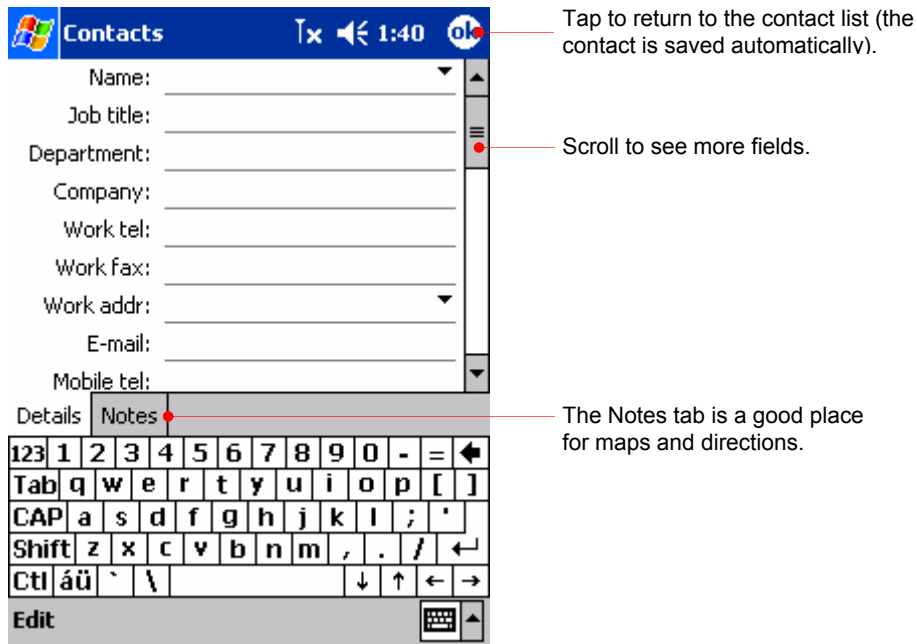 Contacts 1:40 ok
Tap to return to the contact list (the
contact is saved automatically).
Name:
Job title:
Department:
Scroll to see more fields.
Company:
Work tel:
Work fax:
Work addr:
E-mail:
Mobile tel:
Details Notes
The Notes tab is a good place
for maps and directions.
123 1 2 3 4 5 6 7 8 9 0 - =
Tab q w e r t y u i o p [ ]
CAP a s d f g h j k l ; '
Shift z x c v b n m , . /
Ctl áü ` \ ↓ ↑ ← →
Edit